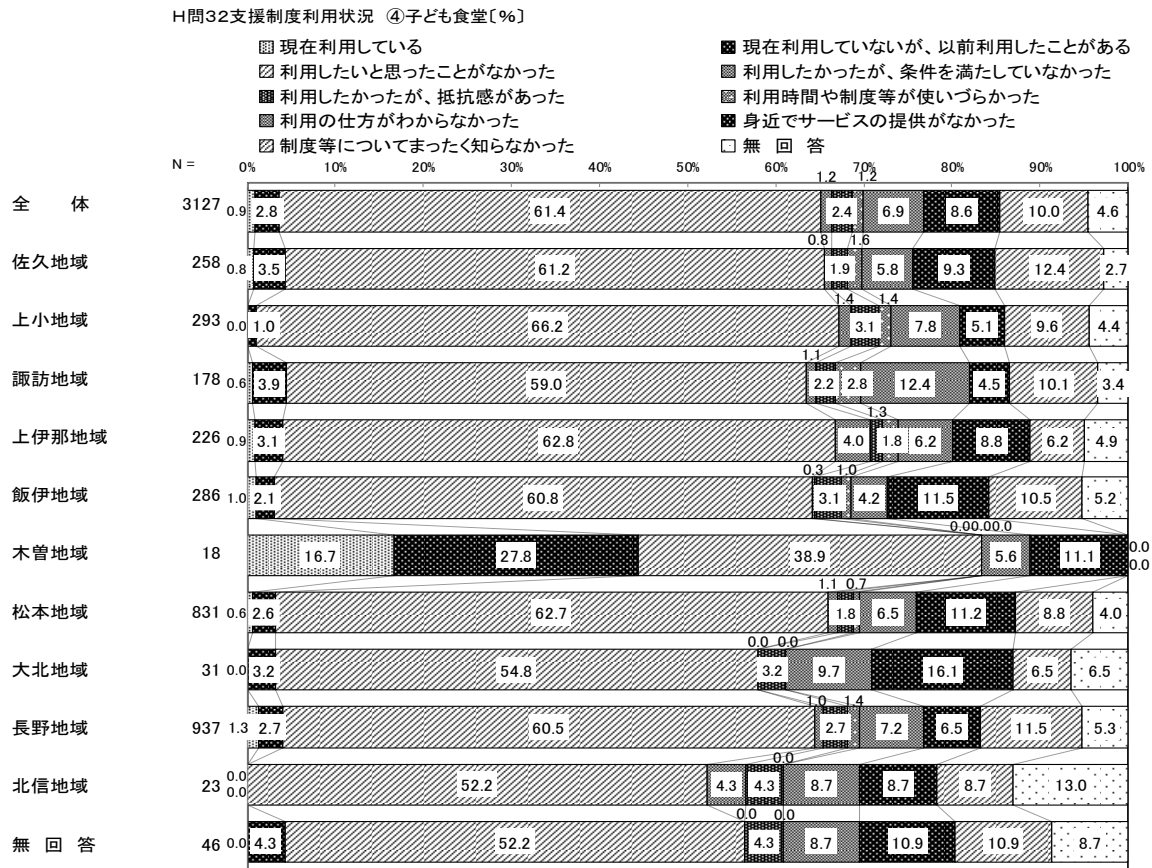 H問32支援制度利用状況 ④子ども食堂〔%〕
現在利用している 現在利用していないが、以前利用したことがある
利用したいと思ったことがなかった 利用したかったが、条件を満たしていなかった
利用したかったが、抵抗感があった 利用時間や制度等が使いづらかった
利用の仕方がわからなかった 身近でサービスの提供がなかった
制度等についてまったく知らなかった 無 回 答
N = 0% 10% 20% 30% 40% 50% 60% 70% 80% 90% 100%
1.2 1.2
全 体 3127 0.9 2.8 61.4 2.4 6.9 8.6 10.0 4.6
0.8 1.6
佐久地域 258 0.8 3.5 61.2 1.9 5.8 9.3 12.4 2.7
1.4 1.4
上小地域 293 0.0 1.0 66.2 3.1 7.8 5.1 9.6 4.4
1.1
諏訪地域 178 0.6 3.9 59.0 2.2 2.8 12.4 4.5 10.1 3.4
1.3
上伊那地域 226 0.9 3.1 62.8 4.0 1.8 6.2 8.8 6.2 4.9
0.3 1.0
飯伊地域 286 1.0 2.1 60.8 3.1 4.2 11.5 10.5 5.2
0.0 0.0 0.0
木曽地域 18 16.7 27.8 38.9 5.6 11.1 0.0
0.0
1.1 0.7
松本地域 831 0.6 2.6 62.7 1.8 6.5 11.2 8.8 4.0
0.0 0.0
大北地域 31 0.0 3.2 54.8 3.2 9.7 16.1 6.5 6.5
1.0 1.4
長野地域 937 1.3 2.7 60.5 2.7 7.2 6.5 11.5 5.3
0.0
北信地域 23 0.0 0.0 52.2 4.3 4.3 8.7 8.7 8.7 13.0
0.0 0.0
無 回 答 46 0.0 4.3 52.2 4.3 8.7 10.9 10.9 8.7